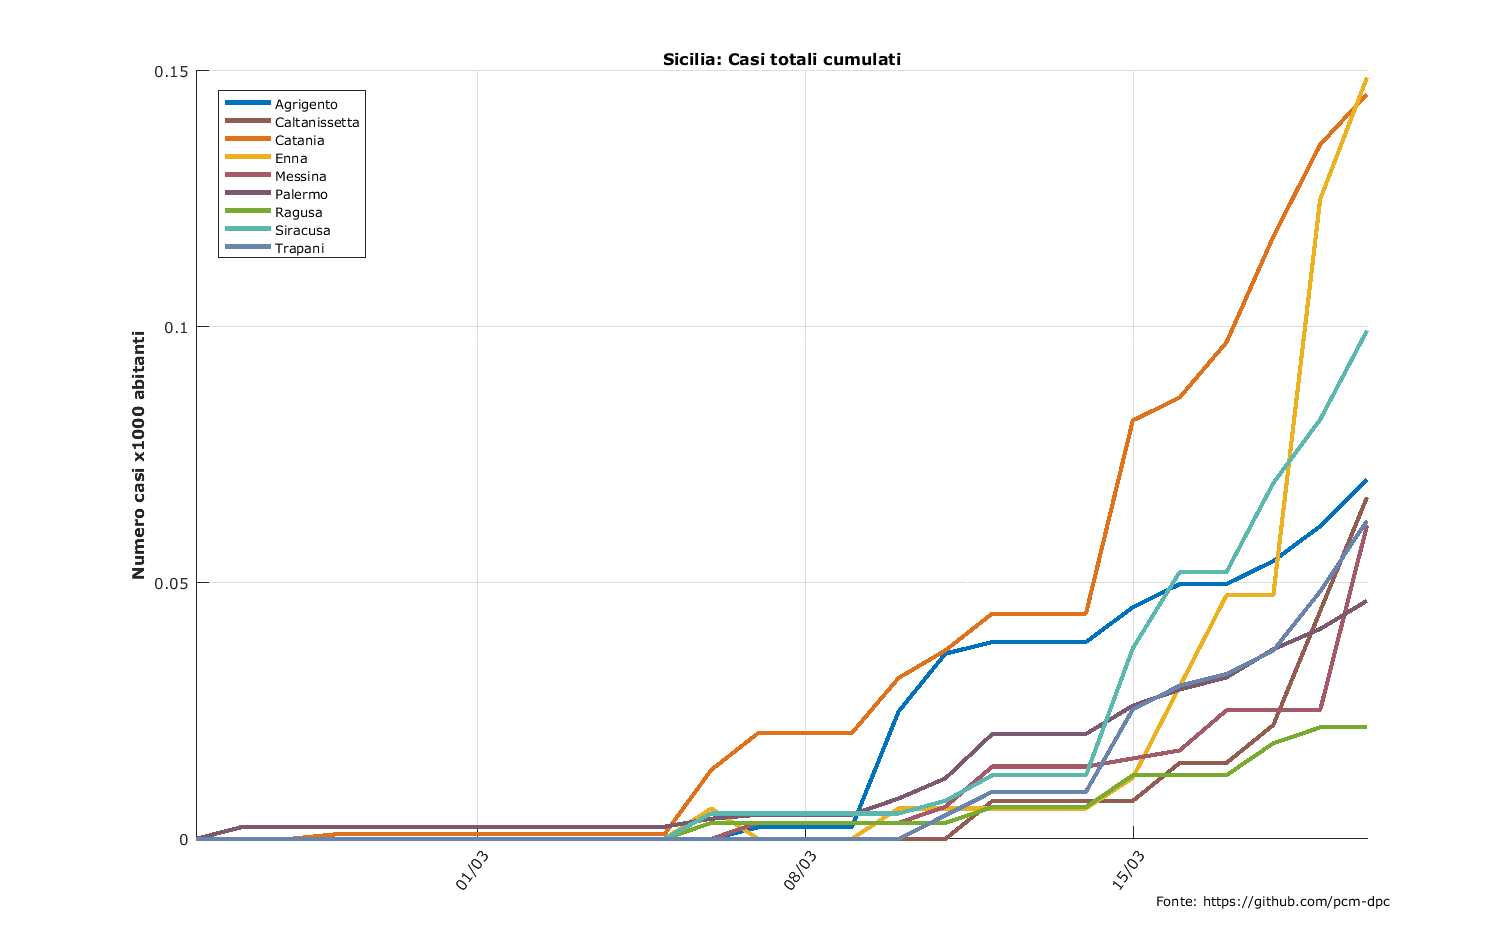 Sicilia: Casi totali cumulati
0.15
0.1
0.05
0
Numero casi x1000 abitanti
Agrigento
Caltanissetta
Catania
Enna
Messina
Palermo
Ragusa
Siracusa
Trapani
01/03
08/03
15/03
Fonte: https://github.com/pcm-dpc